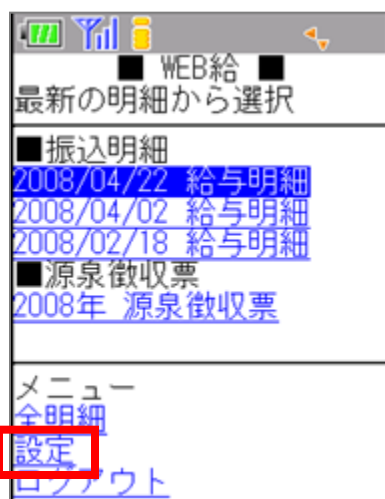 ■ WEB給 ■
最新の明細から選択
■振込明細
2008/04/22 給与明細
2008/04/02 給与明細
2008/02/18 給与明細
■源泉徴収票
2008年 源泉徴収票
メニュー
全明細
設定
ログアウト